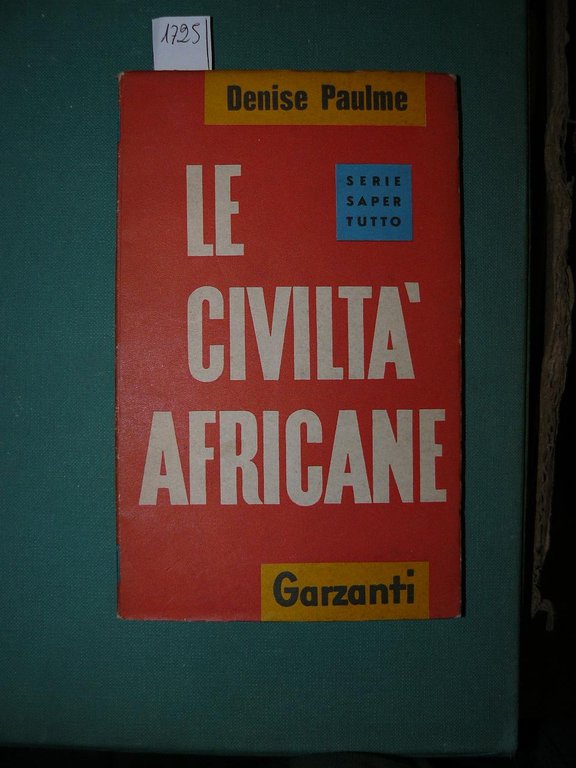 1725
Denise Paulme
SERIE
SAPER
TUTTO
LE
CIVILTA'
AFRICANE
Garzanti